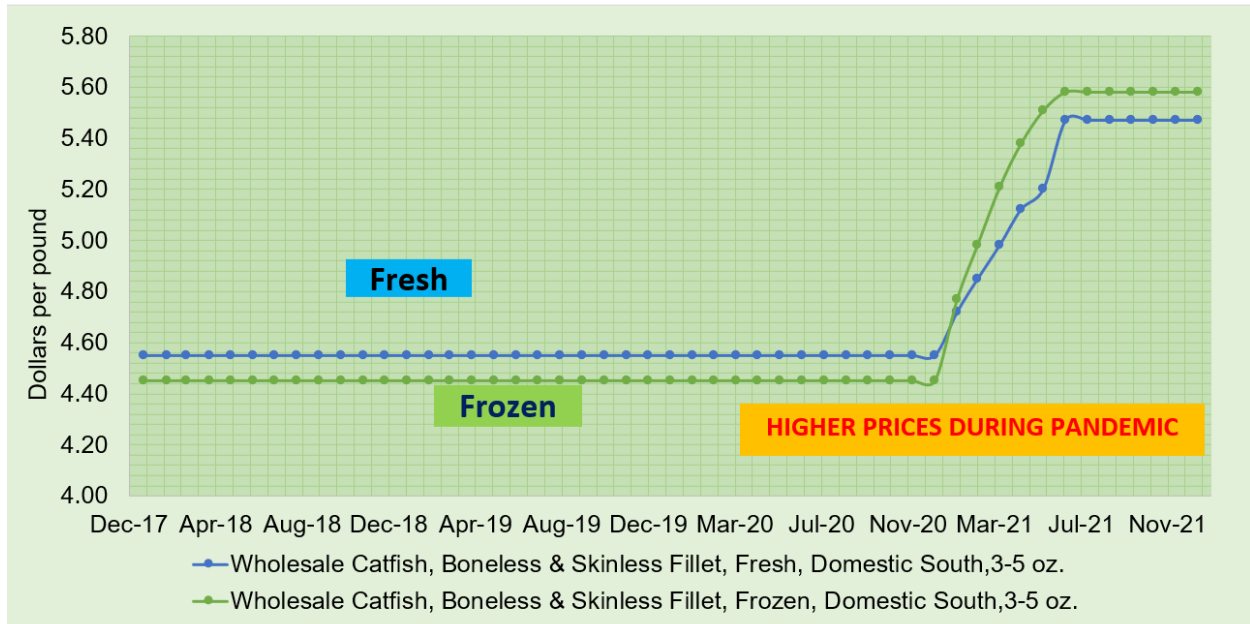 5.80
5.60
5.40
5.20
5.00
4.80
4.60
4.40
4.20
4.00
Dollars per pound
Fresh
Frozen
HIGHER PRICES DURING PANDEMIC
Dec-17 Apr-18 Aug-18 Dec-18 Apr-19 Aug-19 Dec-19 Mar-20 Jul-20 Nov-20 Mar-21 Jul-21 Nov-21
Wholesale Catfish, Boneless & Skinless Fillet, Fresh, Domestic South,3-5 oz.
Wholesale Catfish, Boneless & Skinless Fillet, Frozen, Domestic South,3-5 oz.